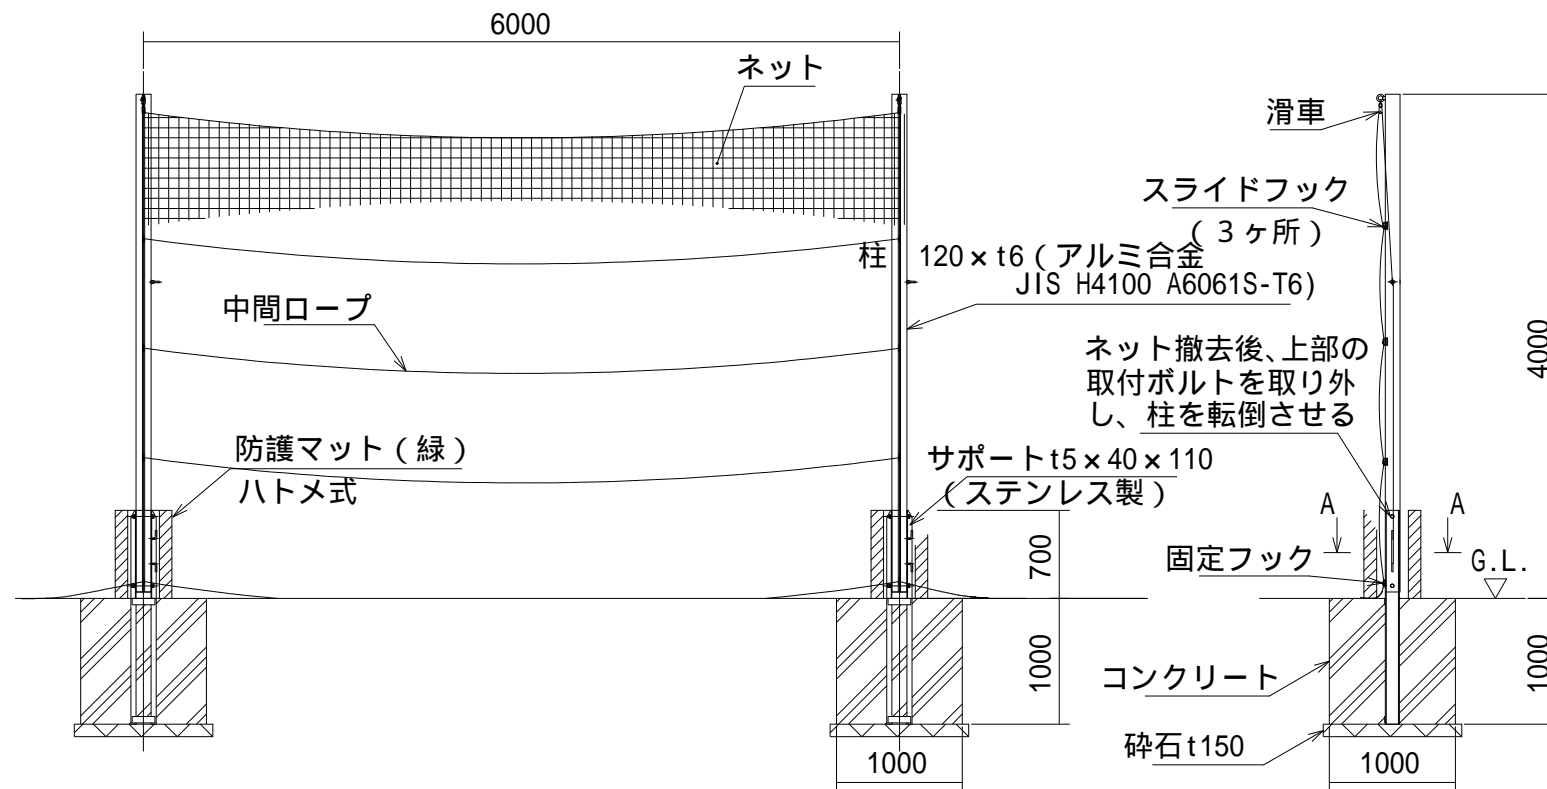 6000
ネット
滑車
スライドフック
(3ヶ所)
柱 120×t6(アルミ合金
JIS H4100 A6061S-T6)
中間ロープ
ネット撤去後、上部の
取付ボルトを取り外
し、柱を転倒させる
4000
防護マット(緑)
ハトメ式
サポートt5×40×110
(ステンレス製)
A
A
700
固定フック
G.L.
1000
コンクリート
1000
砕石t150
1000
1000